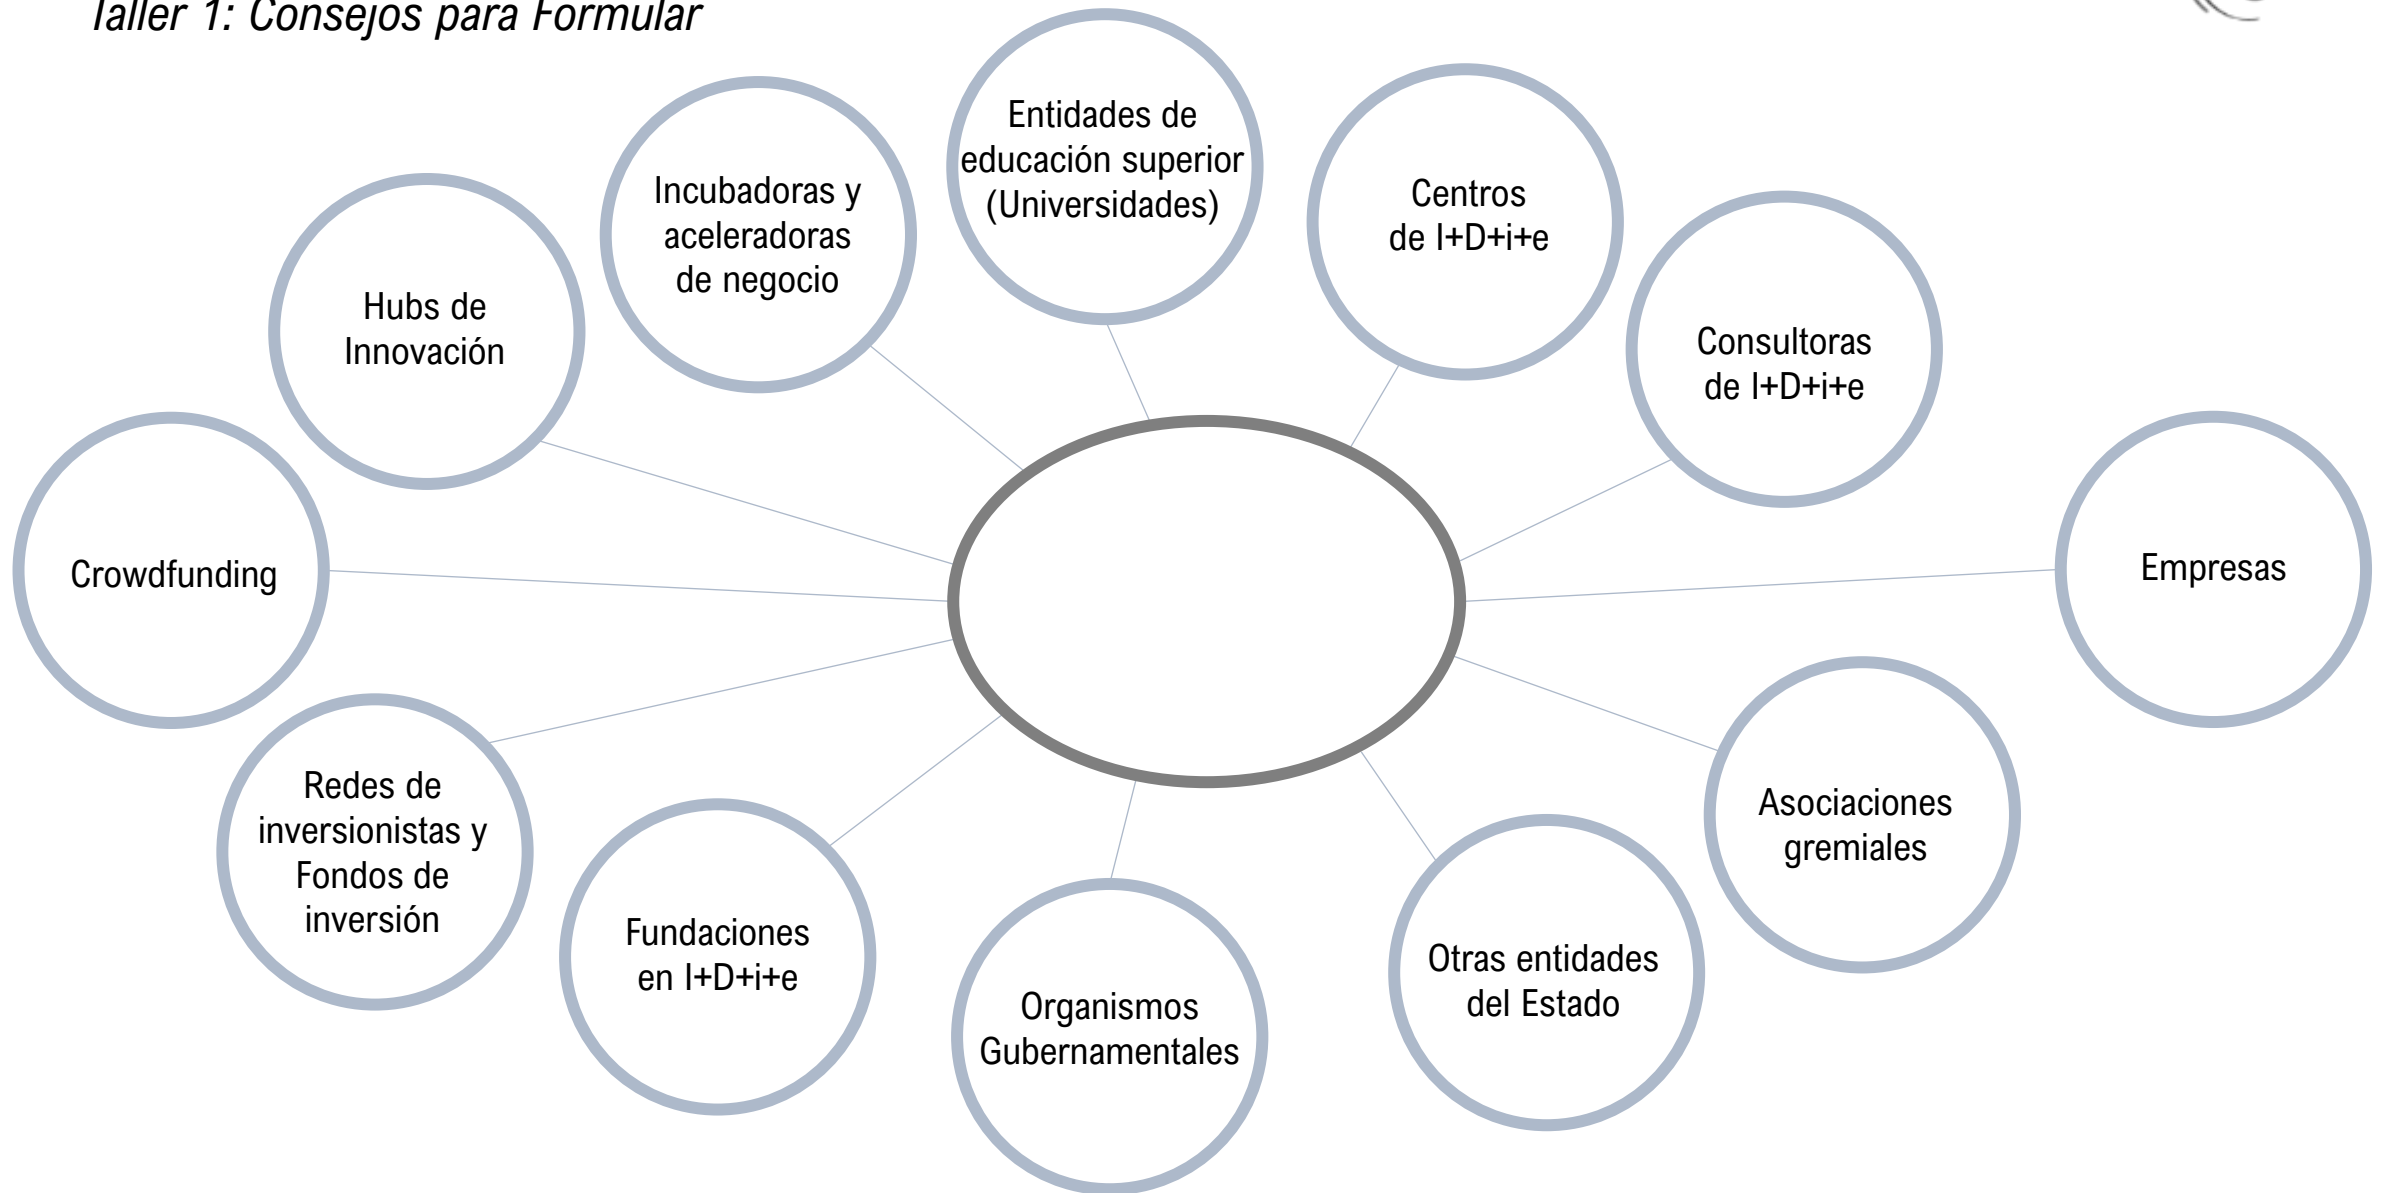 Taller 1: Consejos para Formular
Entidades de
educación superior
(Universidades)
Incubadoras y
aceleradoras
de negocio
Centros
de I+D+i+e
Hubs de
Innovación
Consultoras
de I+D+i+e
Crowdfunding
Empresas
Redes de
inversionistas y
Fondos de
inversión
Asociaciones
gremiales
Fundaciones
en I+D+i+e
Otras entidades
del Estado
Organismos
Gubernamentales